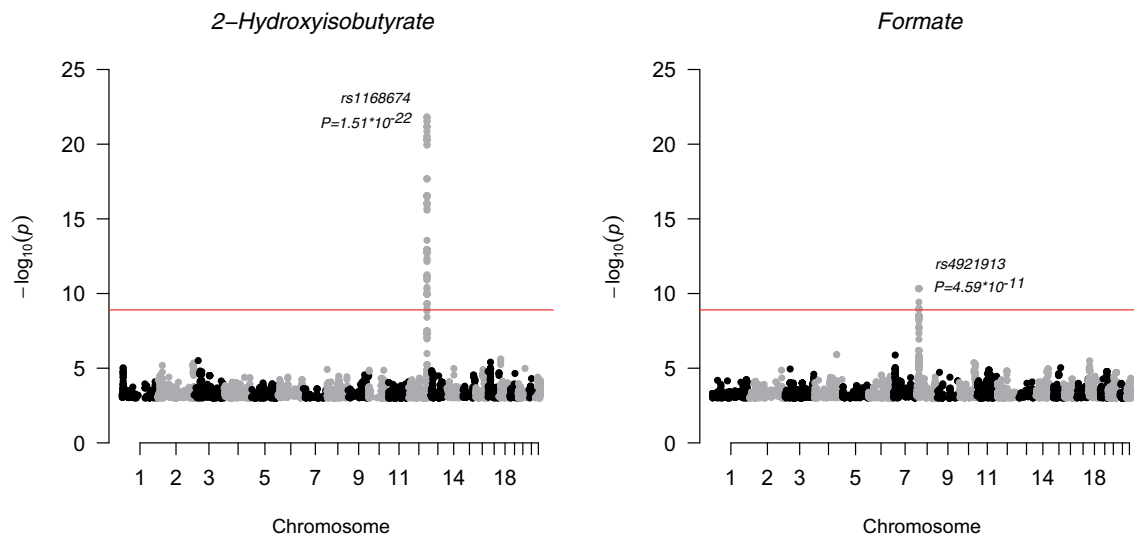 2−Hydroxyisobutyrate
25
20
15
10
5
0
−log10(p)
rs1168674
P=1.51*10-22
1 2 3 5 7 9 11 14 18
Chromosome
Formate
25
20
15
10
5
0
−log10(p)
rs4921913
P=4.59*10-11
1 2 3 5 7 9 11 14 18
Chromosome